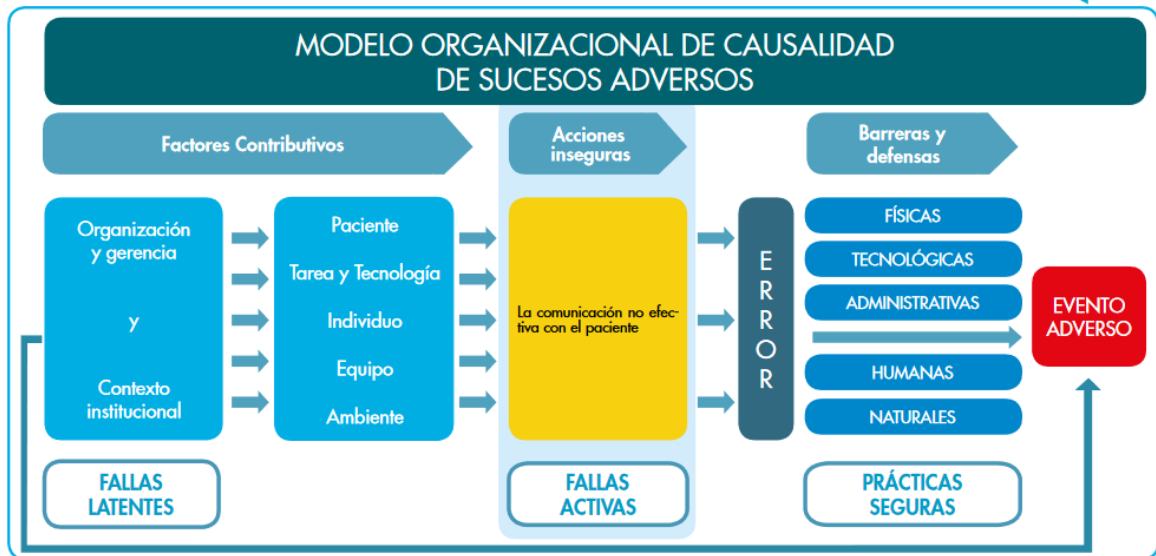 MODELO ORGANIZACIONAL DE CAUSALIDAD
DE SUCESOS ADVERSOS
Factores Contributivos
Acciones
inseguras
Barreras y
defensas
Organización
y gerencia
y
Contexto
institucional
Paciente
Tarea y Tecnología
Individuo
Equipo
Ambiente
La comunicación no efec-
tiva con el paciente
E
R
R
O
R
FÍSICAS
TECNOLÓGICAS
ADMINISTRATIVAS
HUMANAS
NATURALES
EVENTO
ADVERSO
FALLAS
LATENTES
FALLAS
ACTIVAS
PRÁCTICAS
SEGURAS